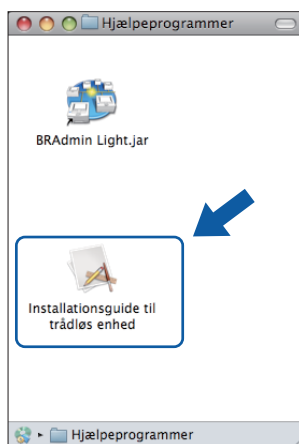 Hjælpeprogrammer
BRAdmin Light.jar
Installationsguide til
trådløs enhed
Hjælpeprogrammer